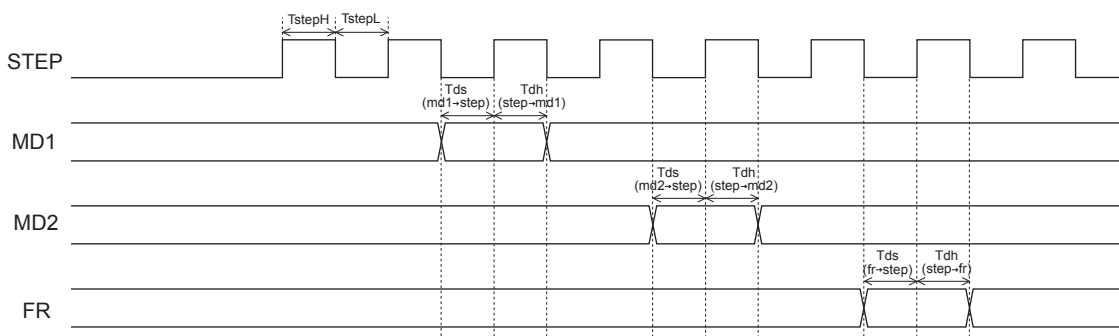 TstepH TstepL
STEP
Tds Tdh
(md1→step) (step→md1)
MD1
Tds Tdh
(md2→step) (step→md2)
MD2
Tds Tdh
(fr→step) (step→fr)
FR